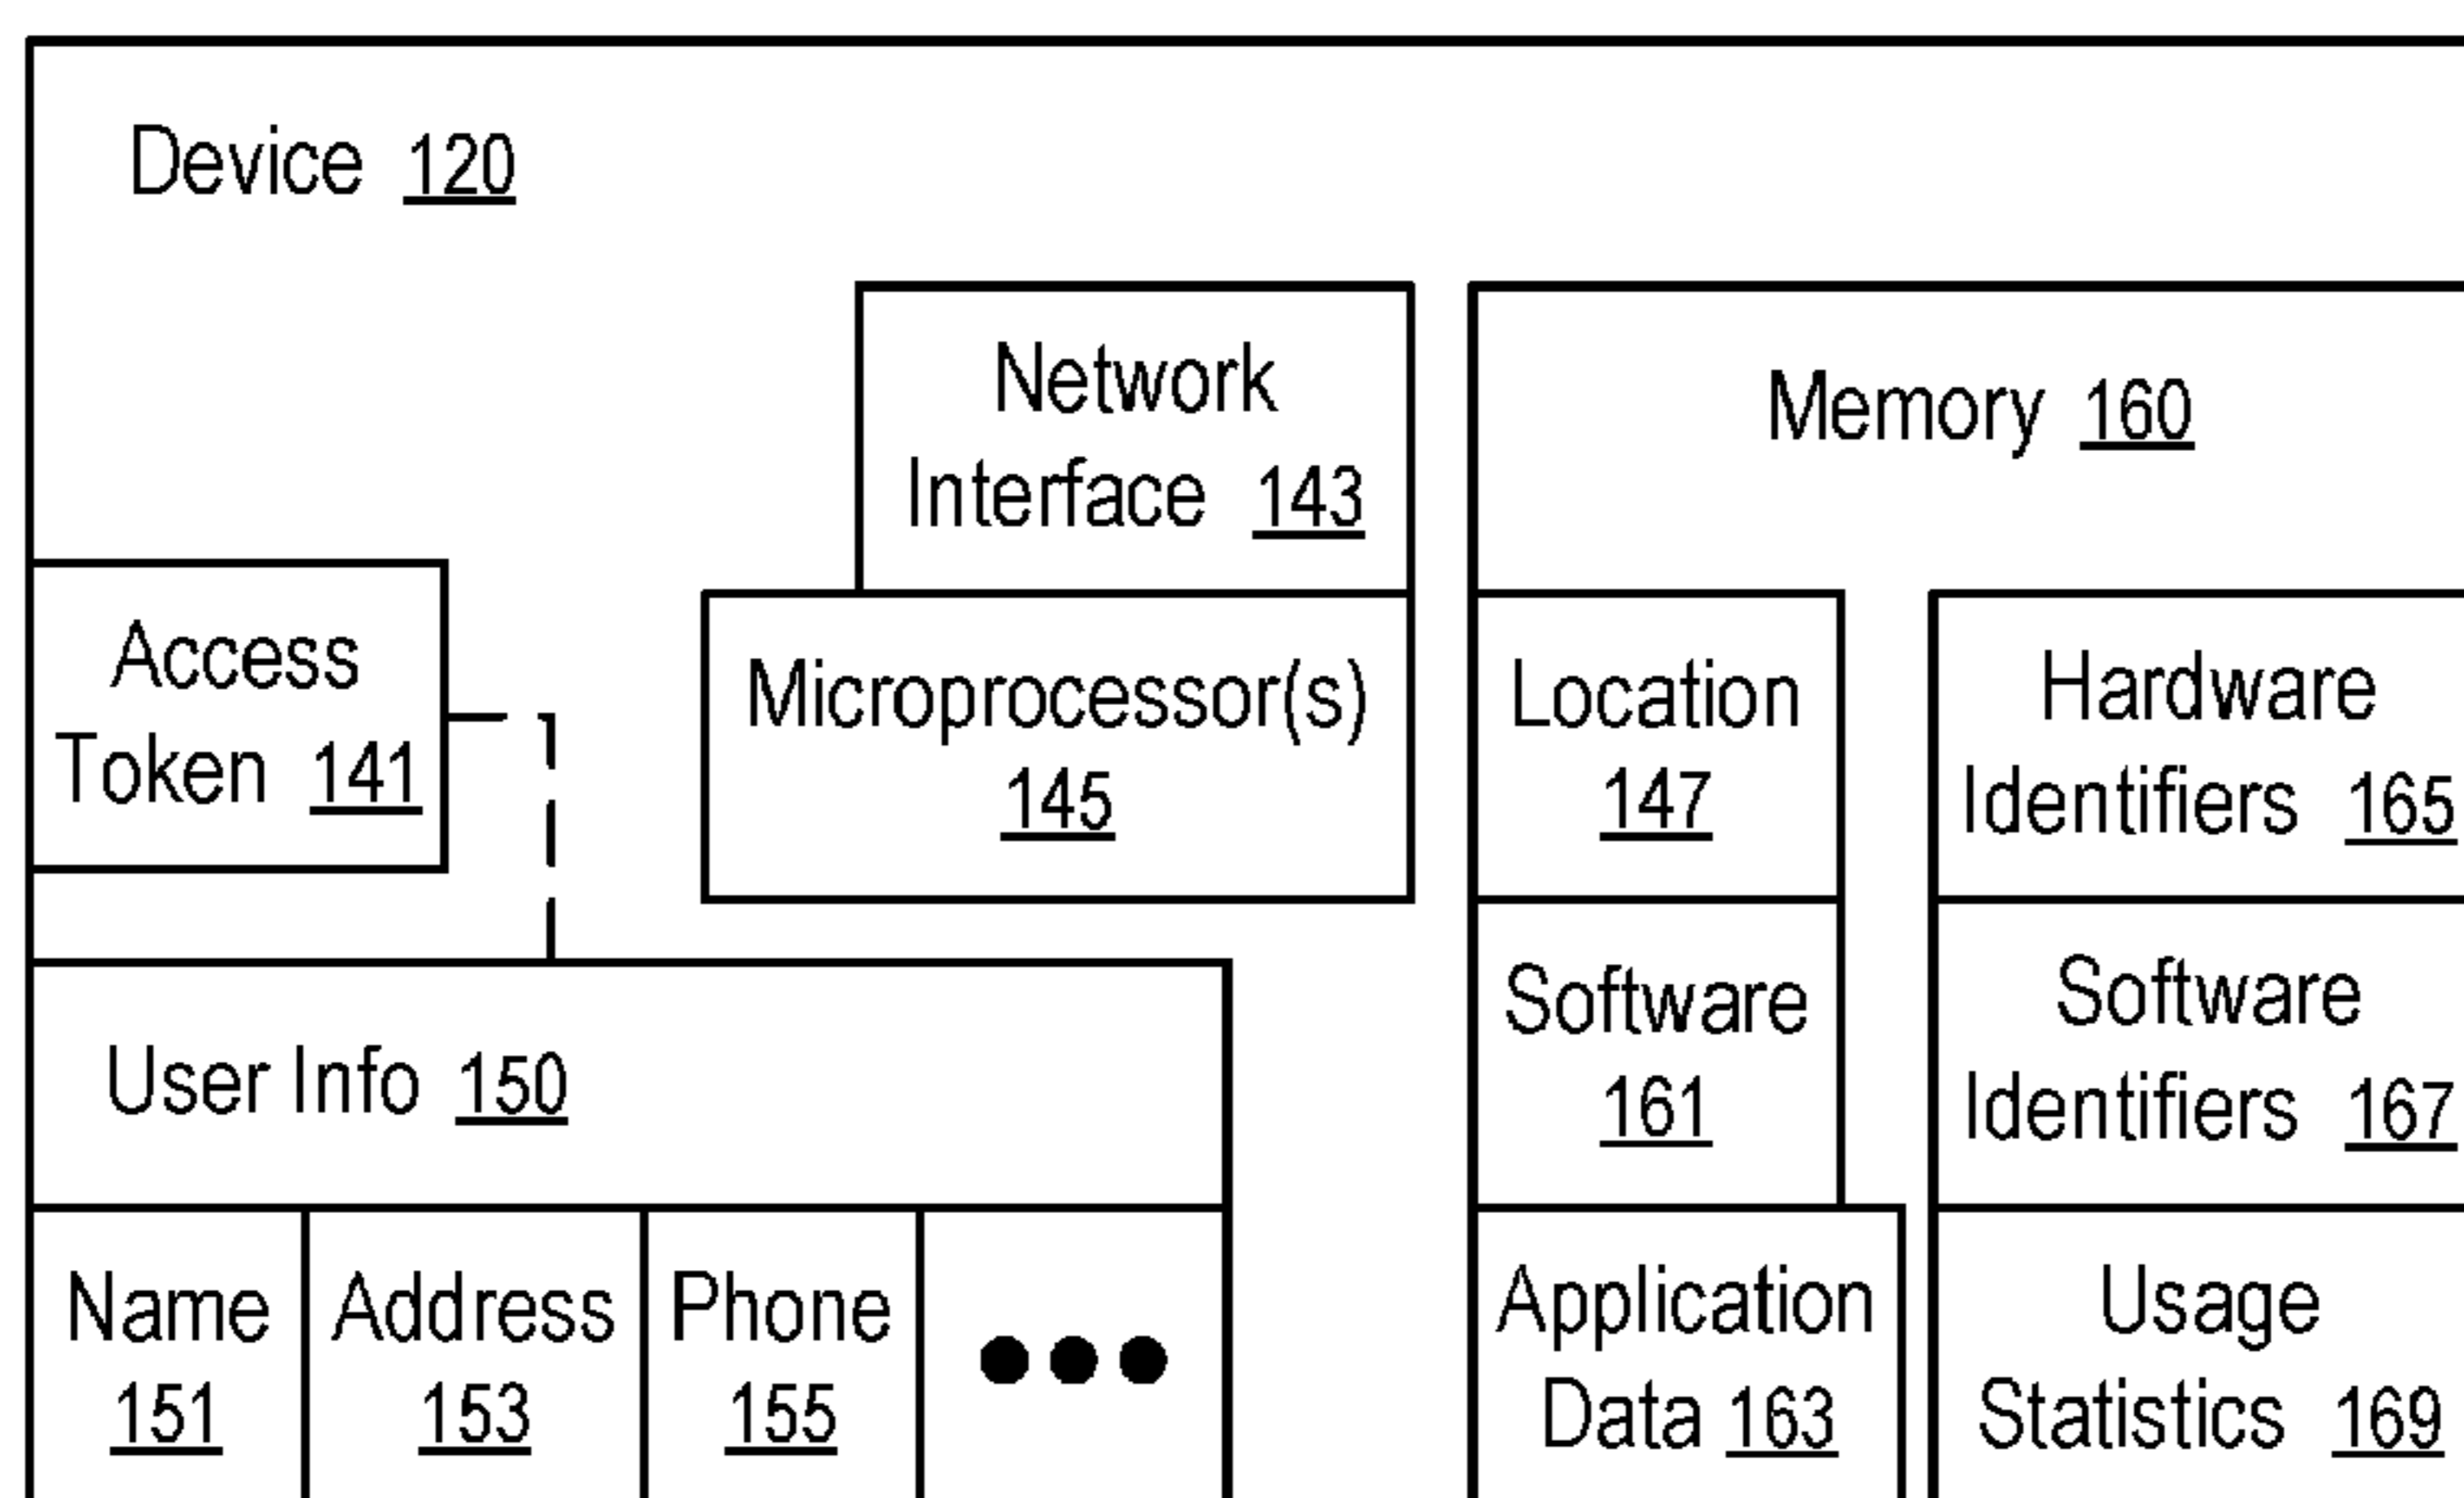 Device 120
Network
Interface 143
Memory 160
Access
Token 141
Microprocessor(s)
145
Location
147
Hardware
Identifiers 165
Software
161
Software
Identifiers 167
User Info 150
Name
151
Address
153
Phone
155
Application
Data 163
Usage
Statistics 169